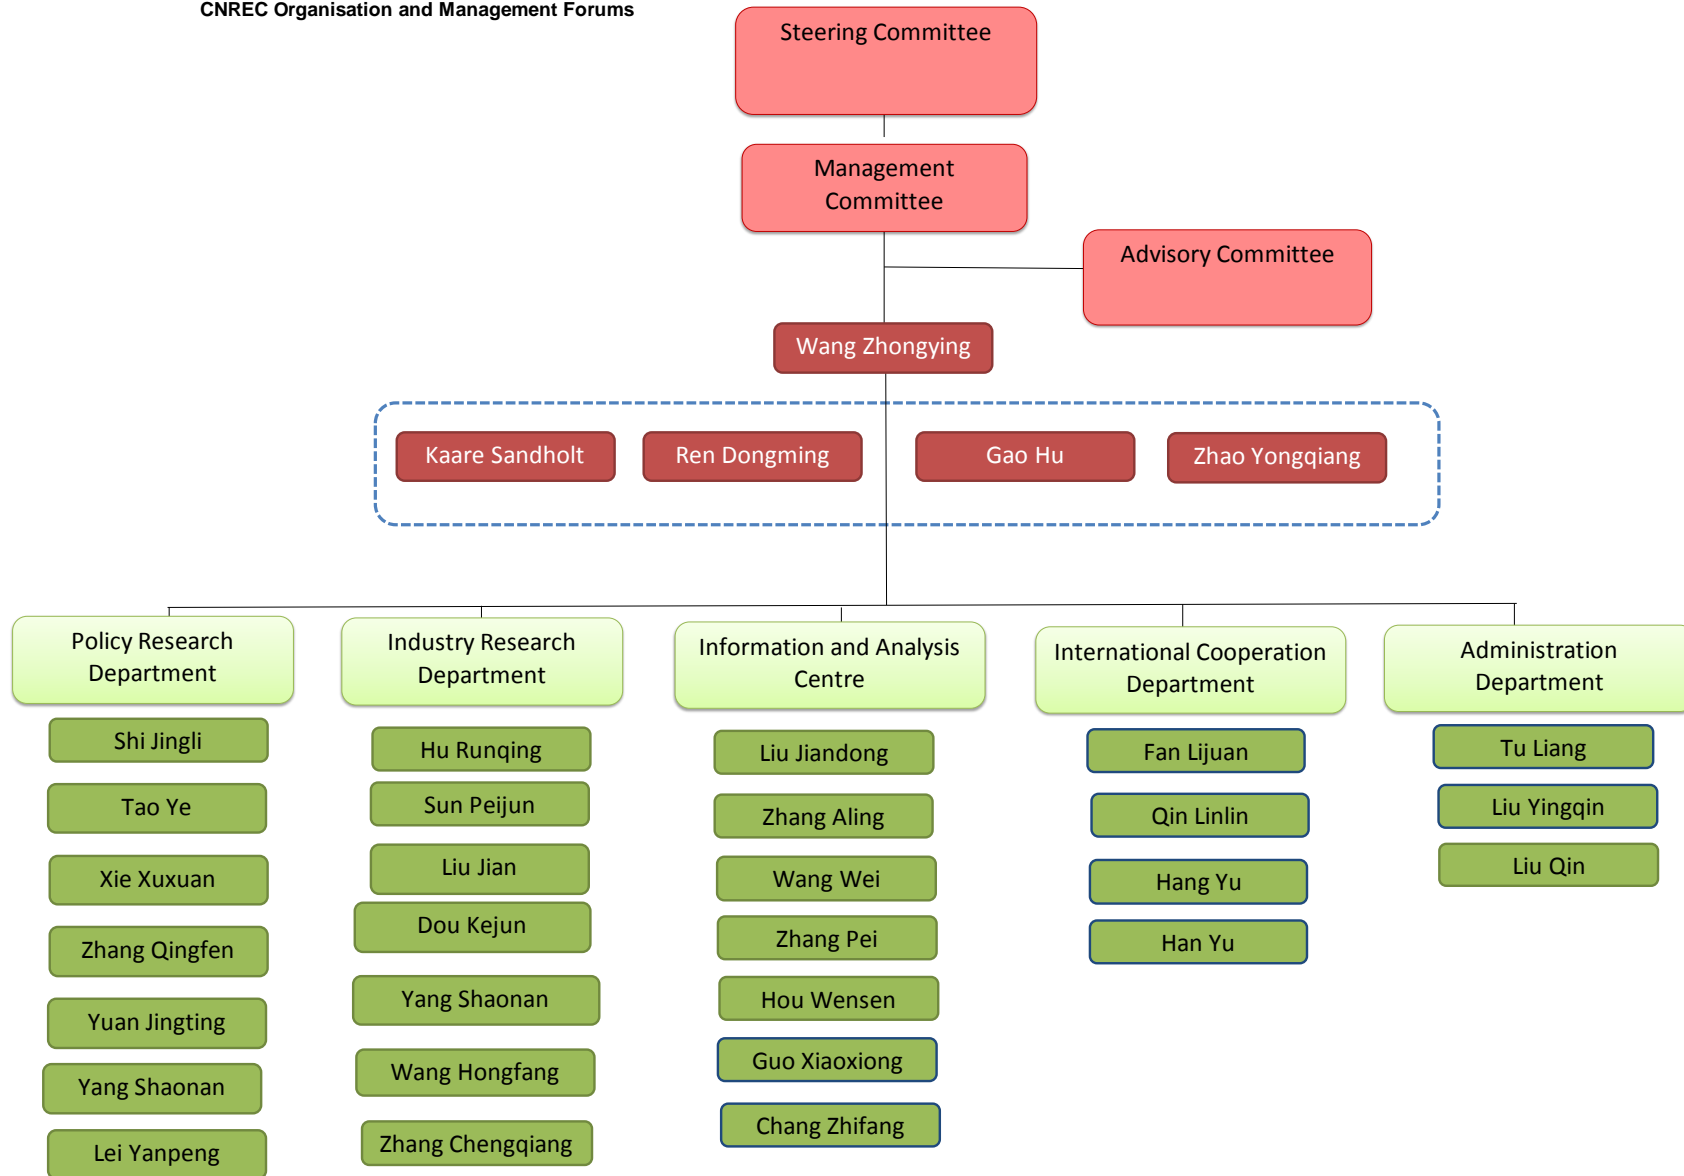 CNREC Organisation and Management Forums
Steering Committee
Management
Committee
Advisory Committee
Wang Zhongying
Kaare Sandholt
Ren Dongming
Gao Hu
Zhao Yongqiang
Policy Research
Department
Shi Jingli
Tao Ye
Xie Xuxuan
Zhang Qingfen
Yuan Jingting
Yang Shaonan
Lei Yanpeng
Industry Research
Department
Hu Runqing
Sun Peijun
Liu Jian
Dou Kejun
Yang Shaonan
Wang Hongfang
Zhang Chengqiang
Information and Analysis
Centre
Liu Jiandong
Zhang Aling
Wang Wei
Zhang Pei
Hou Wensen
Guo Xiaoxiong
Chang Zhifang
International Cooperation
Department
Fan Lijuan
Qin Linlin
Hang Yu
Han Yu
Administration
Department
Tu Liang
Liu Yingqin
Liu Qin